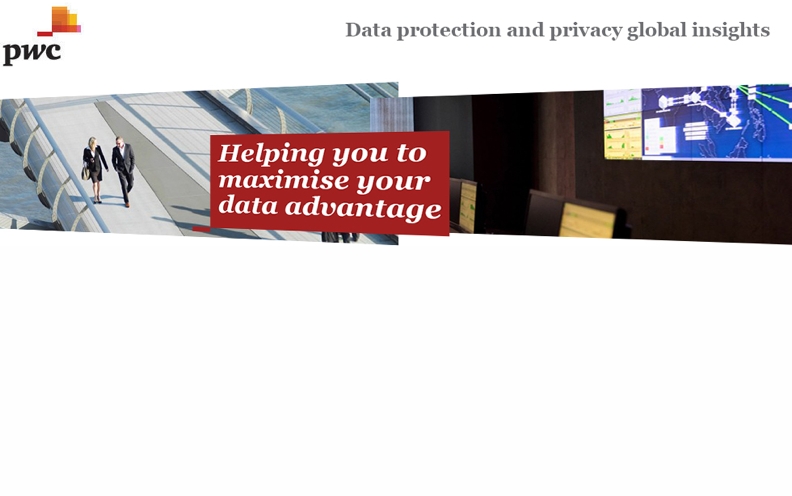 pwc
Data protection and privacy global insights
Helping you to
maximise your
data advantage